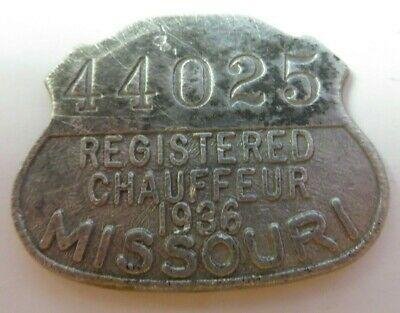 44025
REGISTERED
CHAUFFEUR
1936
MISSOURI